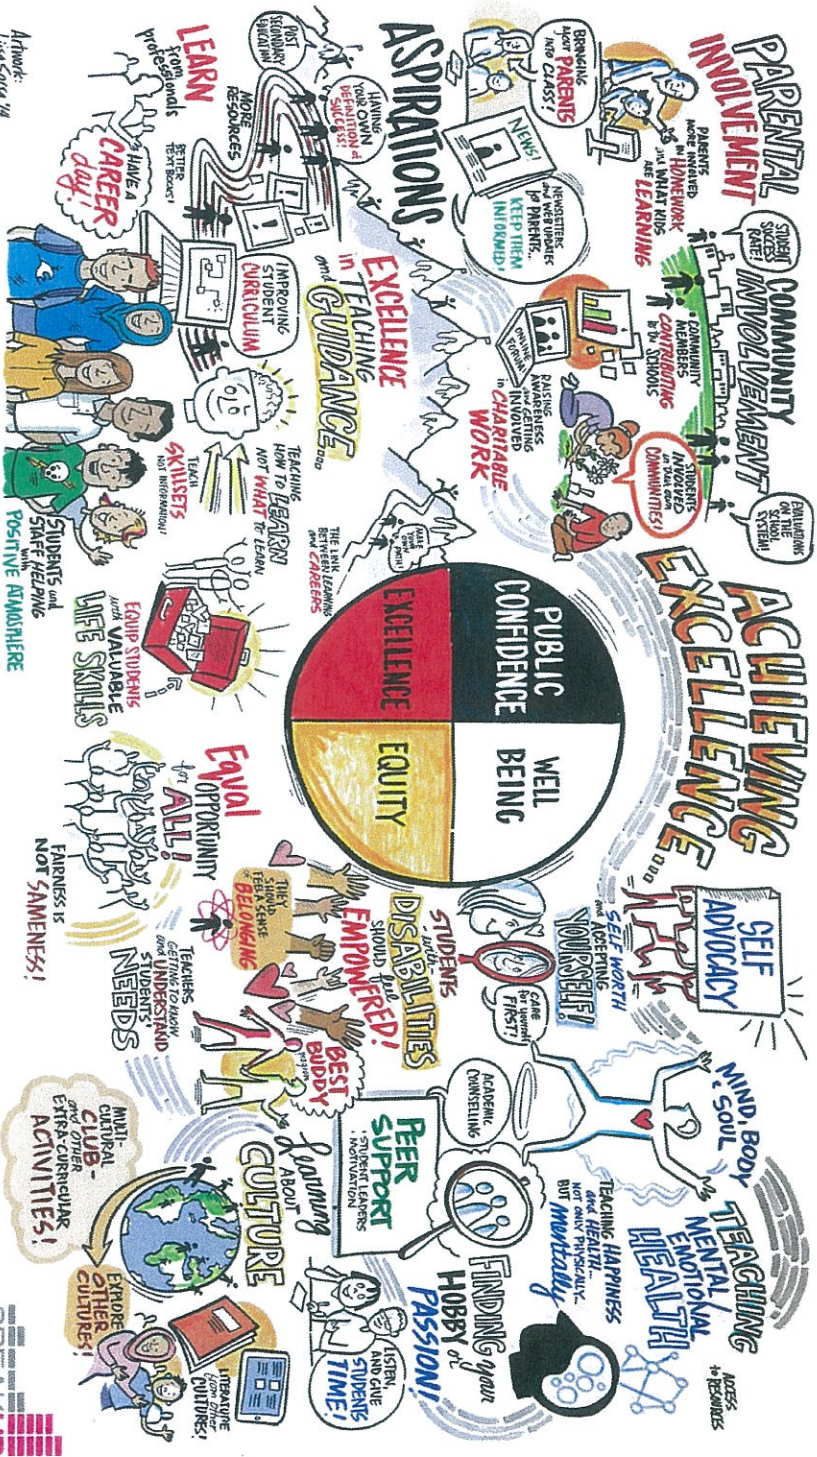 PARENTAL
INVOLVEMENT
PARENTS
MORE INVOLVED
in HOMEWORK
and WHAT KIDS
ARE LEARNING
BRINGING
your PARENTS
INTO CLASS!
NEWS!
NEWSLETTERS
and WEB UPDATES
for PARENTS...
KEEP THEM
INFORMED!
STUDENT
SUCCESS
RATE!
COMMUNITY
INVOLVEMENT
COMMUNITY
MEMBERS
CONTRIBUTING
SCHOOLS
EVALUATIONS
ON THE
SCHOOL
SYSTEM!
ONLINE
FORUMS
RAISING
AWARENESS
and GETTING
INVOLVED
in CHARITABLE
WORK
STUDENTS
INVOLVED
in their own
COMMUNITIES!
ACHIEVING
EXCELLENCE...
PUBLIC
CONFIDENCE
WELL
BEING
EXCELLENCE
EQUITY
SELF
ADVOCACY
SELF WORTH
and ACCEPTING
YOURSELF!
CARE
for yourself
FIRST!
MIND, BODY
& SOUL
TEACHING
MENTAL/
EMOTIONAL
HEALTH
ACCESS
to RESOURCES
TEACHING HAPPINESS
and HEALTH-
NOT ONLY PHYSICALLY...
BUT Mentally
ACADEMIC
COUNSELLING
PEER
SUPPORT
STUDENT LEADERS
MOTIVATION
FINDING your
HOBBY or
PASSION!
LISTEN,
AND GIVE
STUDENTS
TIME!
ASPIRATIONS
POST
SECONDARY
EDUCATION
HAVING
YOUR OWN
DEFINITION of
SUCCESS!
MORE
RESOURCES
BETTER
TEXT BOOKS!
LEARN
from
professionals
HAVE A
CAREER
day!
EXCELLENCE
in TEACHING
and
GUIDANCE...
IMPROVING
STUDENT
CURRICULUM
TEACHING
HOW TO LEARN
NOT WHAT to LEARN
TEACH
SKILLSETS
NOT INFORMATION!
YOUR
OWN
PATH!
THE LINK
BETWEEN LEARNING
and CAREERS
STUDENTS and
STAFF HELPING
with
POSITIVE ATMOSPHERE
EQUIP STUDENTS
with VALUABLE
LIFE SKILLS
Equal
OPPORTUNITY
for ALL!
FAIRNESS IS
NOT SAMENESS!
STUDENTS
with
DISABILITIES
SHOULD feel
EMPOWERED!
THEY
SHOULD
FEEL A SENSE
of BELONGING
BEST
BUDDY
TEACHERS
GETTING TO KNOW
and UNDERSTAND
STUDENTS'
NEEDS
Learning
ABOUT
CULTURE
MULTI-
CULTURAL
CLUB-
and OTHER
EXTRA-CURRICULAR
ACTIVITIES!
EXPLORE
OTHER
CULTURES!
LITERATURE
from other
CULTURES!
Artwork: